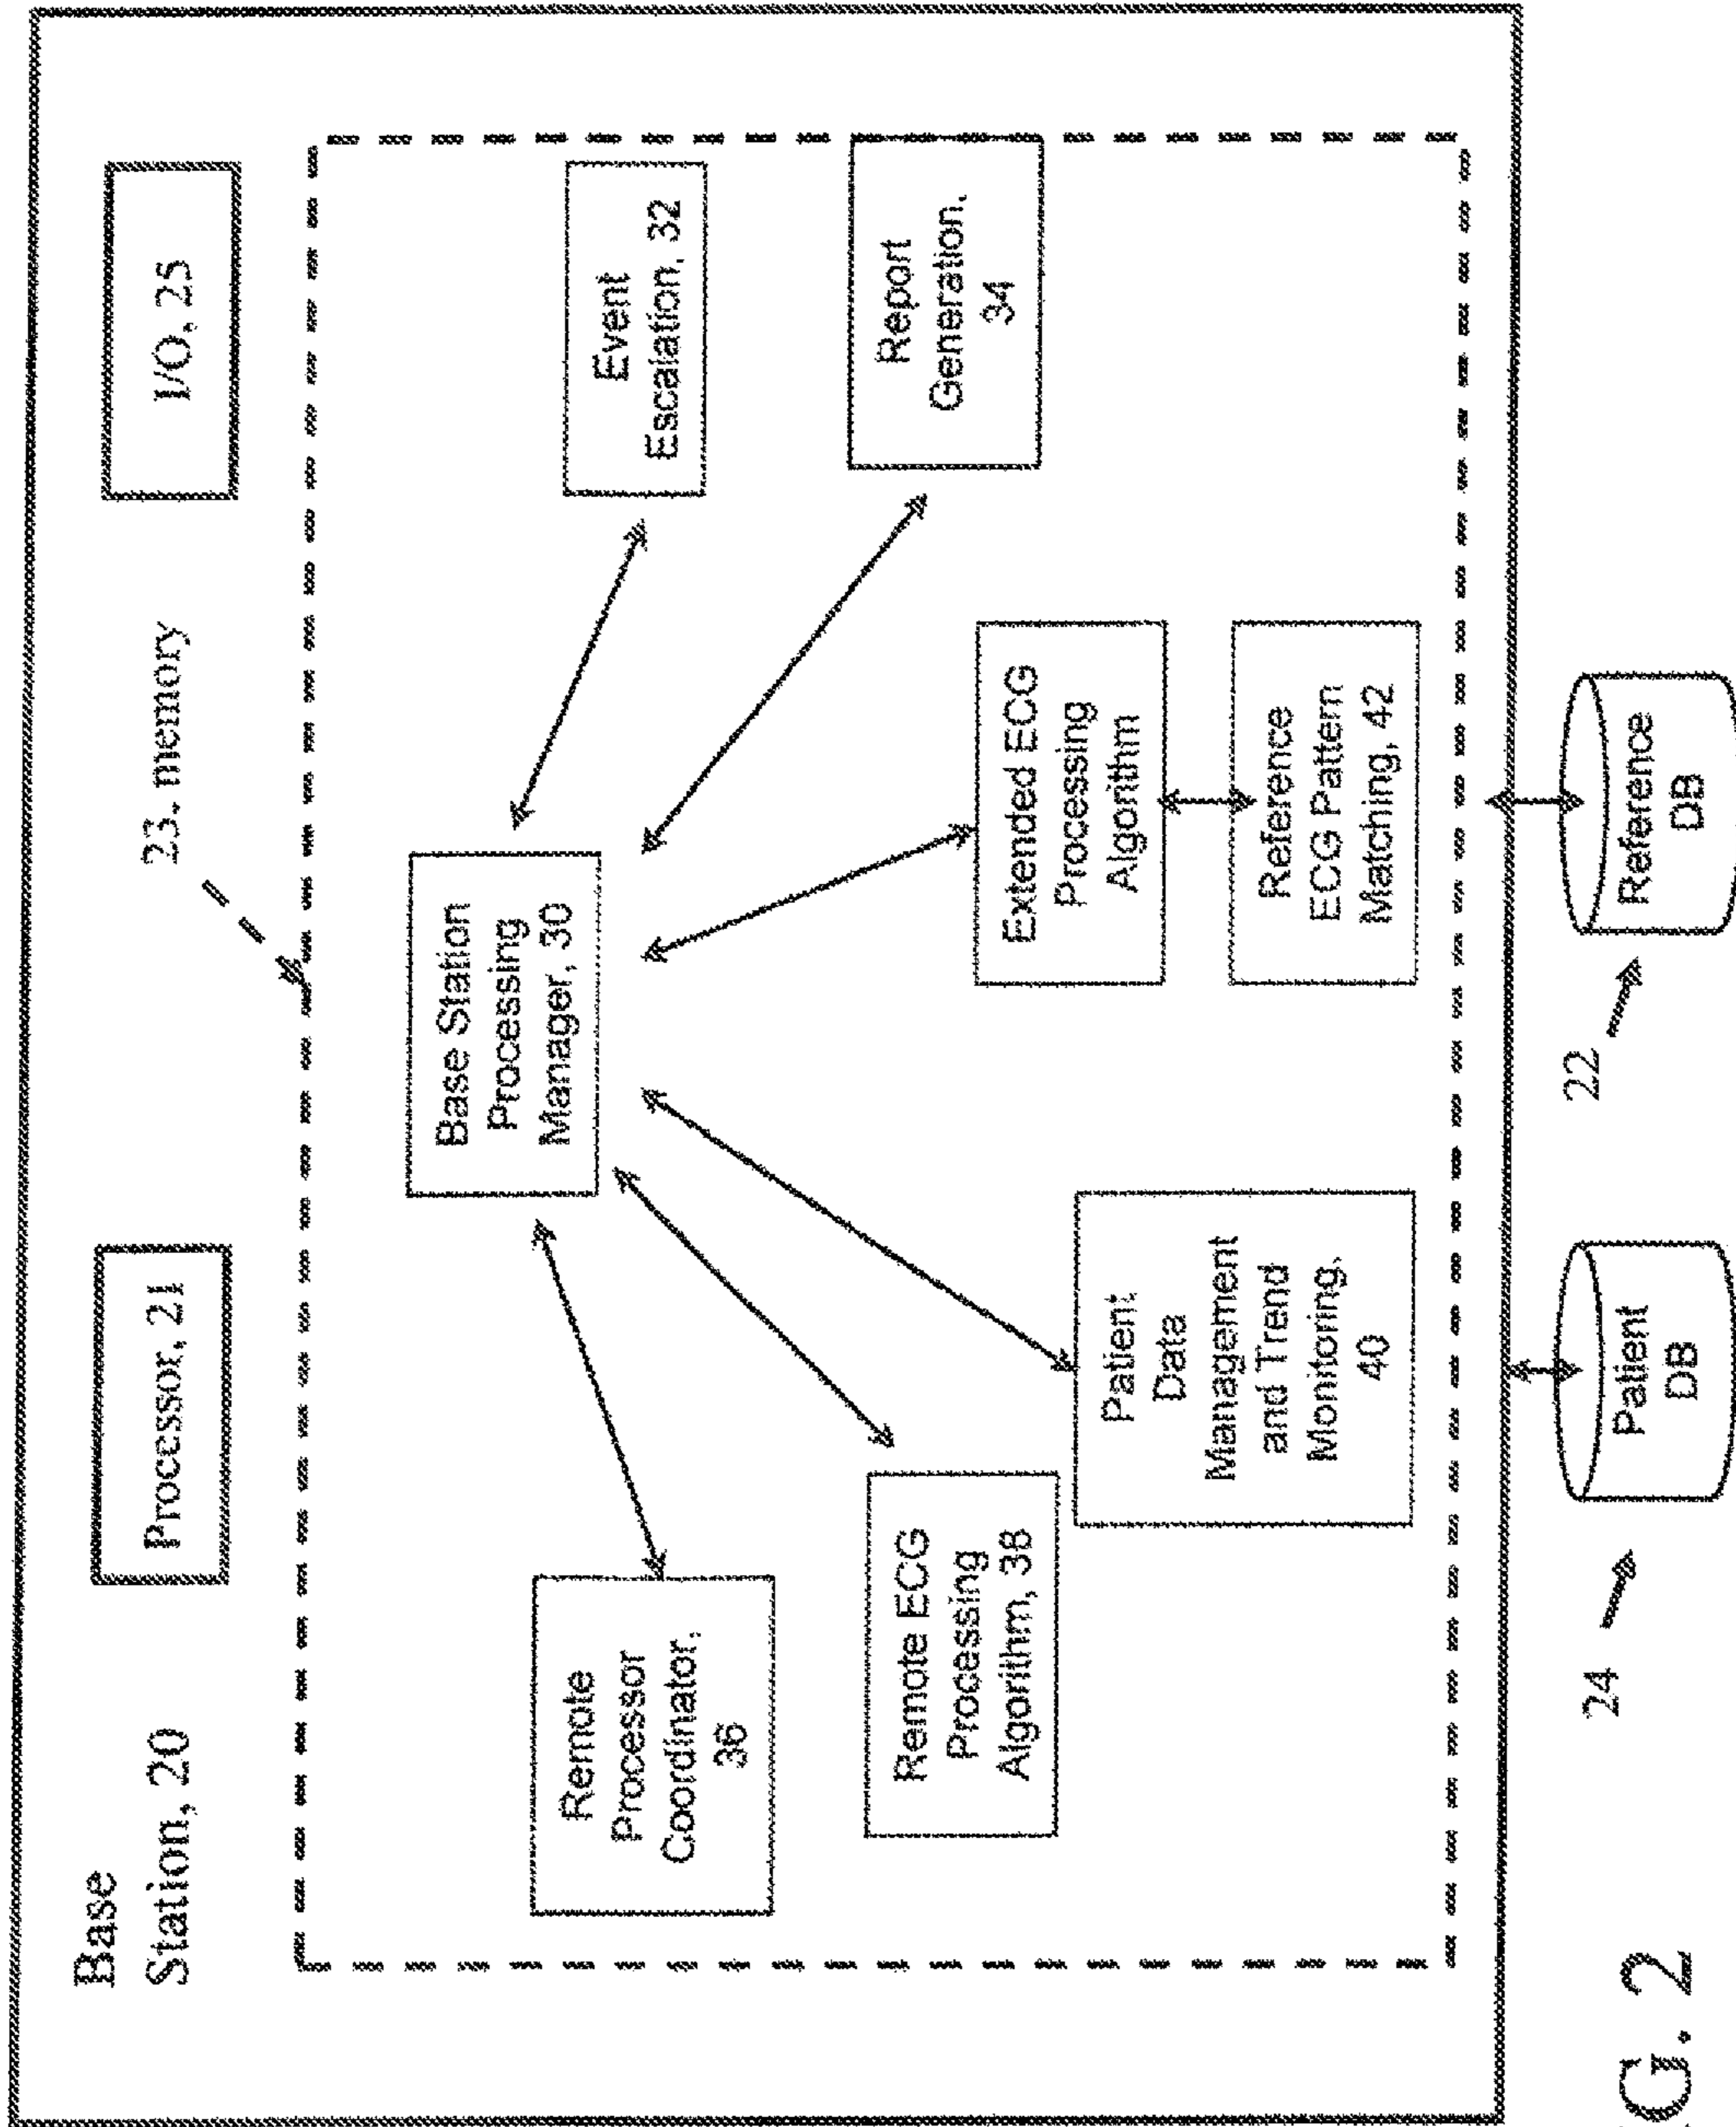 Base
Station, 20
Processor, 21
23. memory
I/O, 25
Base Station
Processing
Manager, 30
Event
Escalation, 32
Report
Generation,
34
Remote
Processor
Coordinator,
36
Remote ECG
Processing
Algorithm, 38
Patient
Data
Management
and Trend
Monitoring,
40
Extended ECG
Processing
Algorithm
Reference
ECG Pattern
Matching, 42
24
Patient
DB
22
Reference
DB
G. 2